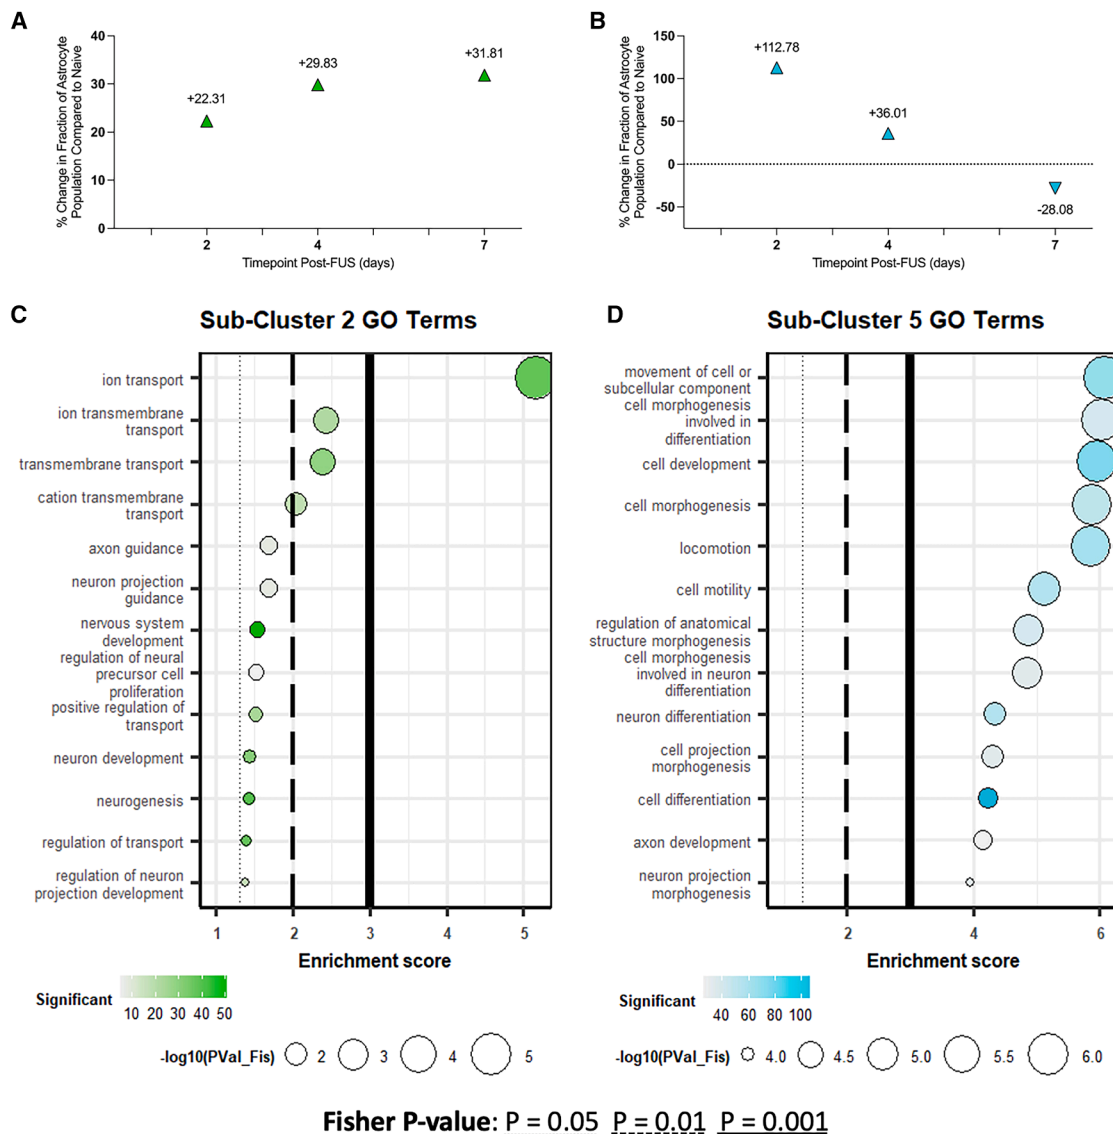 A
% Change in Fraction of Astrocyte
Population Compared to Naive
40
30
20
10
0
+22.31
+29.83
+31.81
2
4
7
Timepoint Post-FUS (days)
B
% Change in Fraction of Astrocyte
Population Compared to Naive
150
100
50
0
-50
+112.78
+36.01
-28.08
2
4
7
Timepoint Post-FUS (days)
C
Sub-Cluster 2 GO Terms
ion transport
ion transmembrane
transport
transmembrane transport
cation transmembrane
transport
axon guidance
neuron projection
guidance
nervous system
development
regulation of neural
precursor cell
proliferation
positive regulation of
transport
neuron development
neurogenesis
regulation of transport
regulation of neuron
projection development
1 2 3 4 5
Enrichment score
Significant
10 20 30 40 50
-log10(PVal_Fis) 2 3 4 5
D
Sub-Cluster 5 GO Terms
movement of cell or
subcellular component
cell morphogenesis
involved in
differentiation
cell development
cell morphogenesis
locomotion
cell motility
regulation of anatomical
structure morphogenesis
cell morphogenesis
involved in neuron
differentiation
neuron differentiation
cell projection
morphogenesis
cell differentiation
axon development
neuron projection
morphogenesis
2 4 6
Enrichment score
Significant
40 60 80 100
-log10(PVal_Fis) 4.0 4.5 5.0 5.5 6.0
Fisher P-value: P = 0.05 P = 0.01 P = 0.001